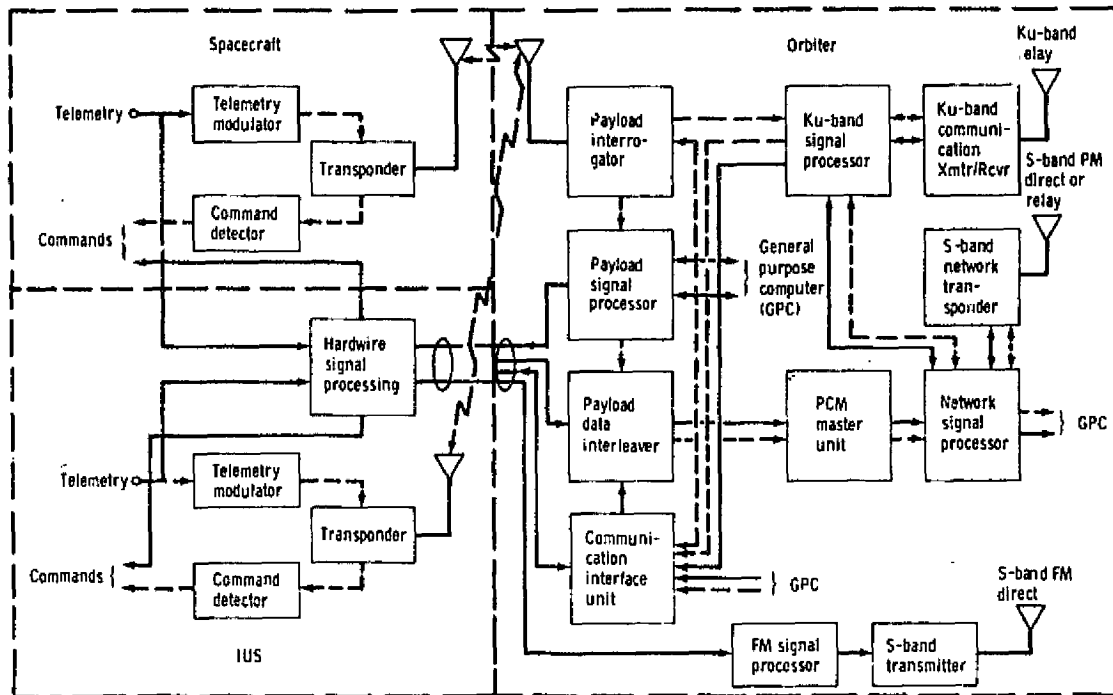 Spacecraft
Telemetry
Telemetry
modulator
Transponder
Command
detector
Commands
Hardwire
signal
processing
Telemetry
Telemetry
modulator
Transponder
Commands
Command
detector
IUS
Orbiter
Ku-band
relay
Payload
interro-
gator
Ku-band
signal
processor
Ku-band
communi-
cation
Xmtr/Rcvr
S-band PM
direct or
relay
Payload
signal
processor
General
purpose
computer
(GPC)
S-band
network
trans-
ponder
Payload
data
interleaver
PCM
master
unit
Network
signal
processor
GPC
Communi-
cation
interface
unit
GPC
S-band FM
direct
FM signal
processor
S-band
transmitter